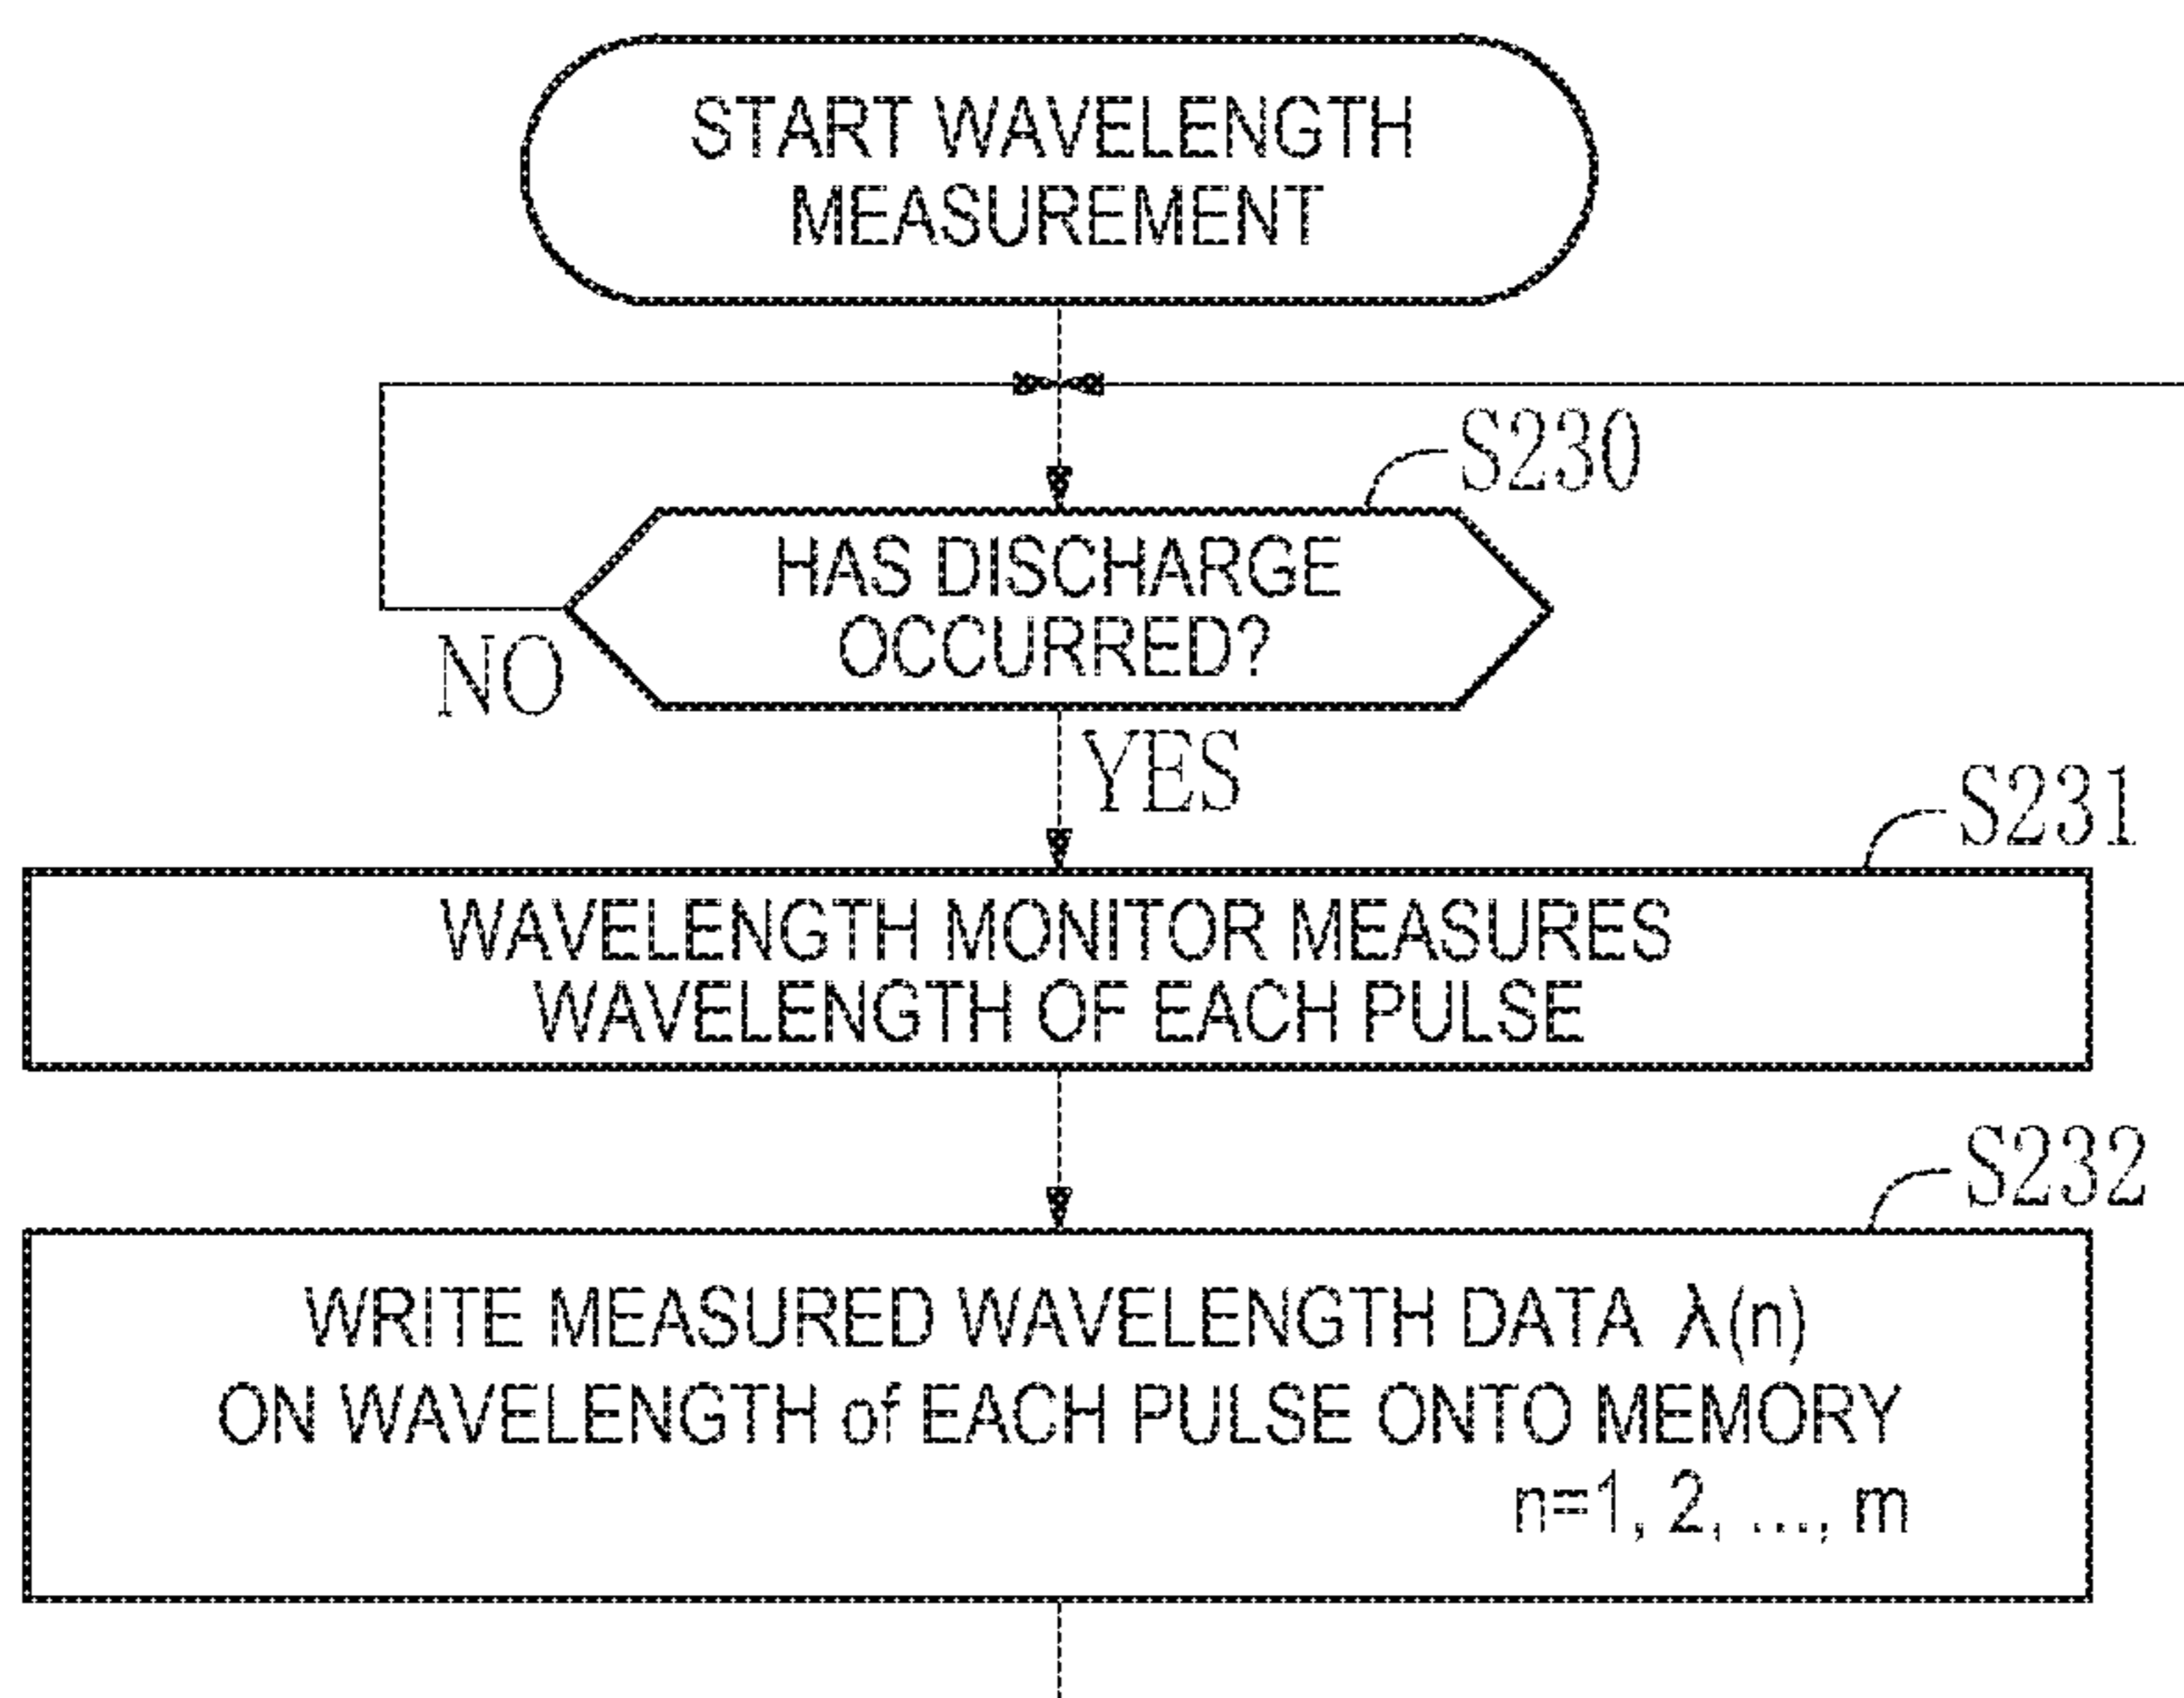 START WAVELENGTH
MEASUREMENT
S230
HAS DISCHARGE
OCCURRED?
NO
YES
S231
WAVELENGTH MONITOR MEASURES
WAVELENGTH OF EACH PULSE
S232
WRITE MEASURED WAVELENGTH DATA λ(n)
ON WAVELENGTH of EACH PULSE ONTO MEMORY
n=1, 2, ..., m